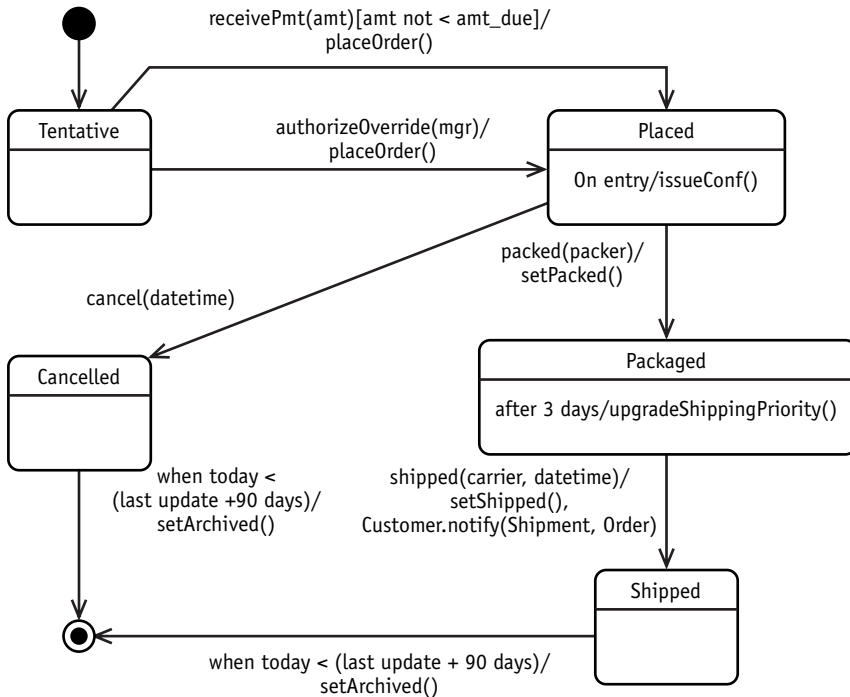 receivePmt(amt)[amt not < amt_due]/
placeOrder()
Tentative
authorizeOverride(mgr)/
placeOrder()
Placed
On entry/issueConf()
packed(packer)/
setPacked()
cancel(datetime)
Cancelled
Packaged
after 3 days/upgradeShippingPriority()
when today <
(last update +90 days)/
setArchived()
shipped(carrier, datetime)/
setShipped(),
Customer.notify(Shipment, Order)
Shipped
when today < (last update + 90 days)/
setArchived()